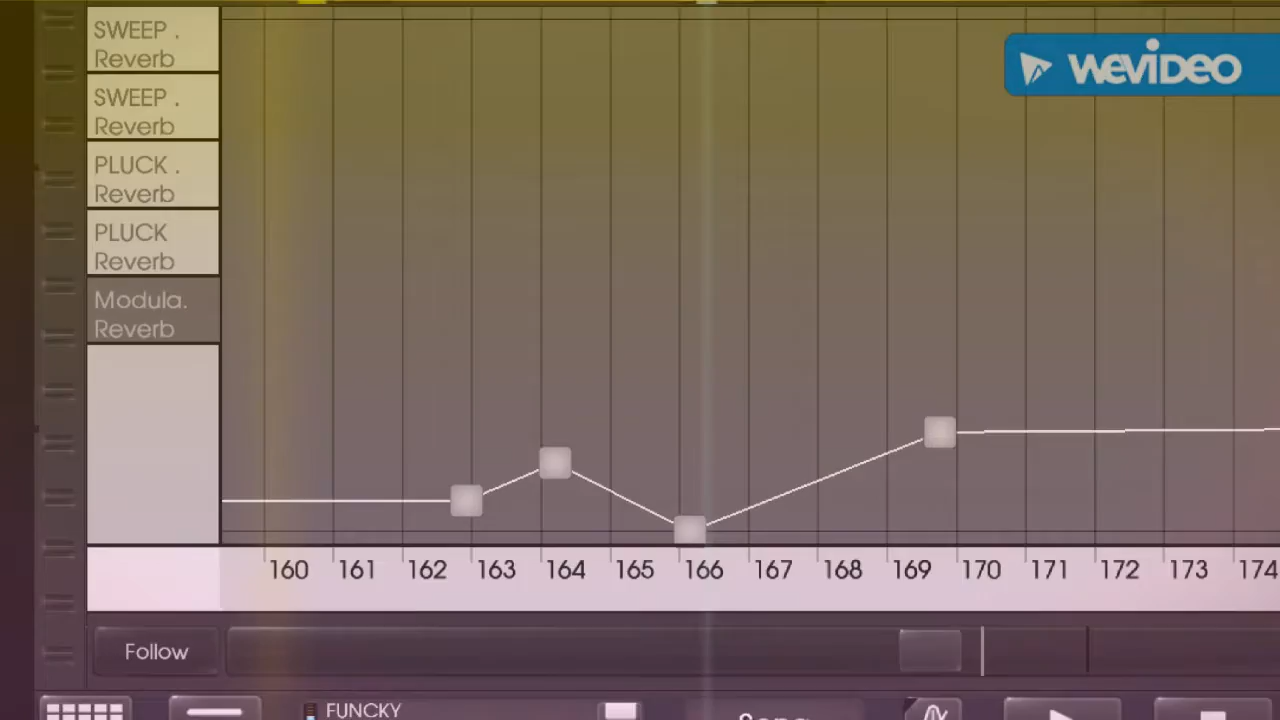 SWEEP .
Reverb
SWEEP .
Reverb
PLUCK .
Reverb
PLUCK
Reverb
Modula.
Reverb
WEVIDEO
160 161 162 163 164 165 166 167 168 169 170 171 172 173 174
Follow
FUNCKY
Song